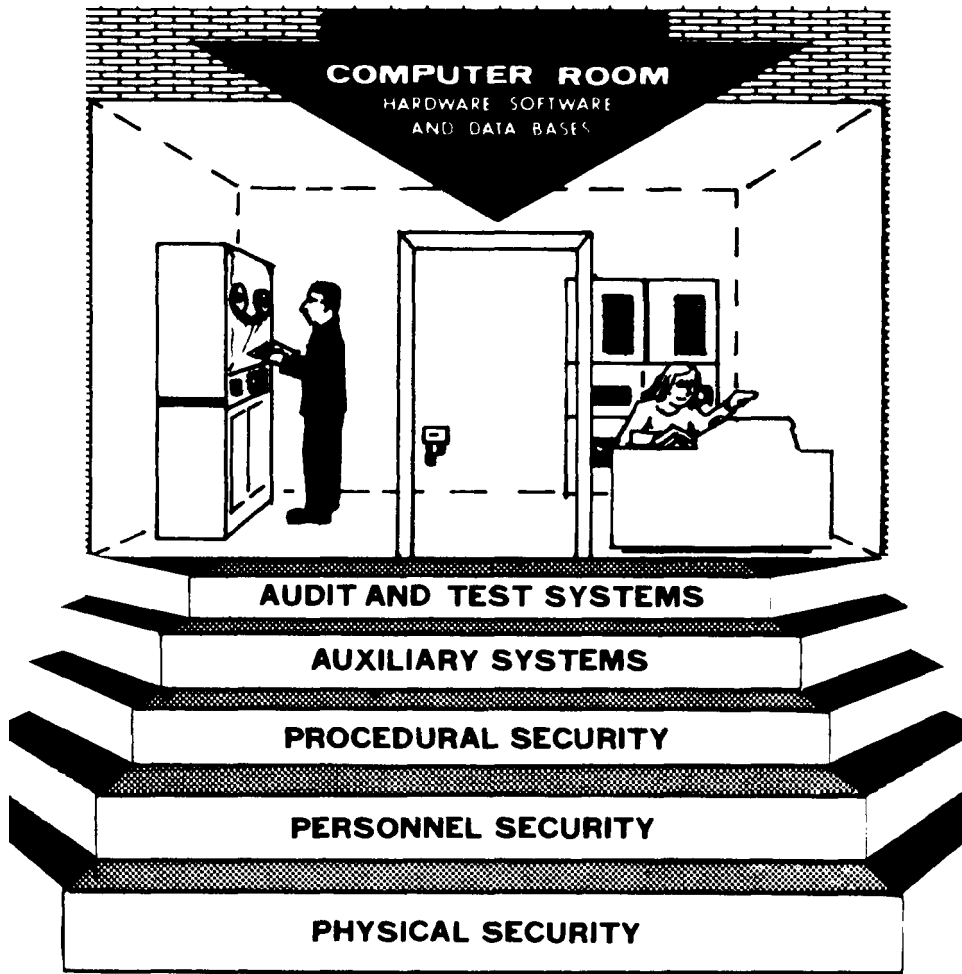 COMPUTER ROOM
HARDWARE SOFTWARE
AND DATA BASES
AUDIT AND TEST SYSTEMS
AUXILIARY SYSTEMS
PROCEDURAL SECURITY
PERSONNEL SECURITY
PHYSICAL SECURITY